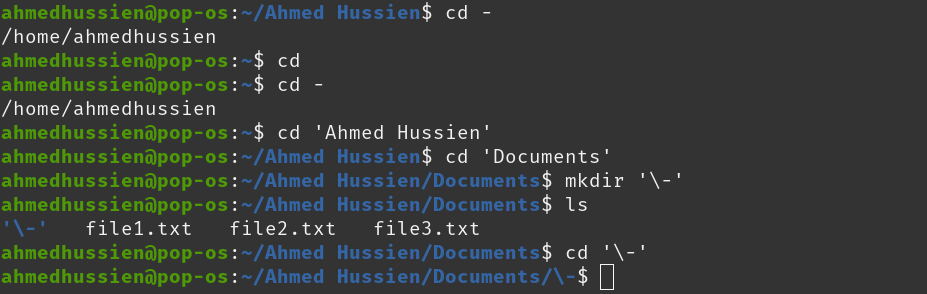 ahmedhussien@pop-os:~/Ahmed Hussien$ cd -
/home/ahmedhussien
ahmedhussien@pop-os:~$ cd
ahmedhussien@pop-os:~$ cd -
/home/ahmedhussien
ahmedhussien@pop-os:~$ cd 'Ahmed Hussien'
ahmedhussien@pop-os:~/Ahmed Hussien$ cd 'Documents'
ahmedhussien@pop-os:~/Ahmed Hussien/Documents$ mkdir '\-'
ahmedhussien@pop-os:~/Ahmed Hussien/Documents$ ls
'\-'   file1.txt   file2.txt   file3.txt
ahmedhussien@pop-os:~/Ahmed Hussien/Documents$ cd '\-'
ahmedhussien@pop-os:~/Ahmed Hussien/Documents/\-$